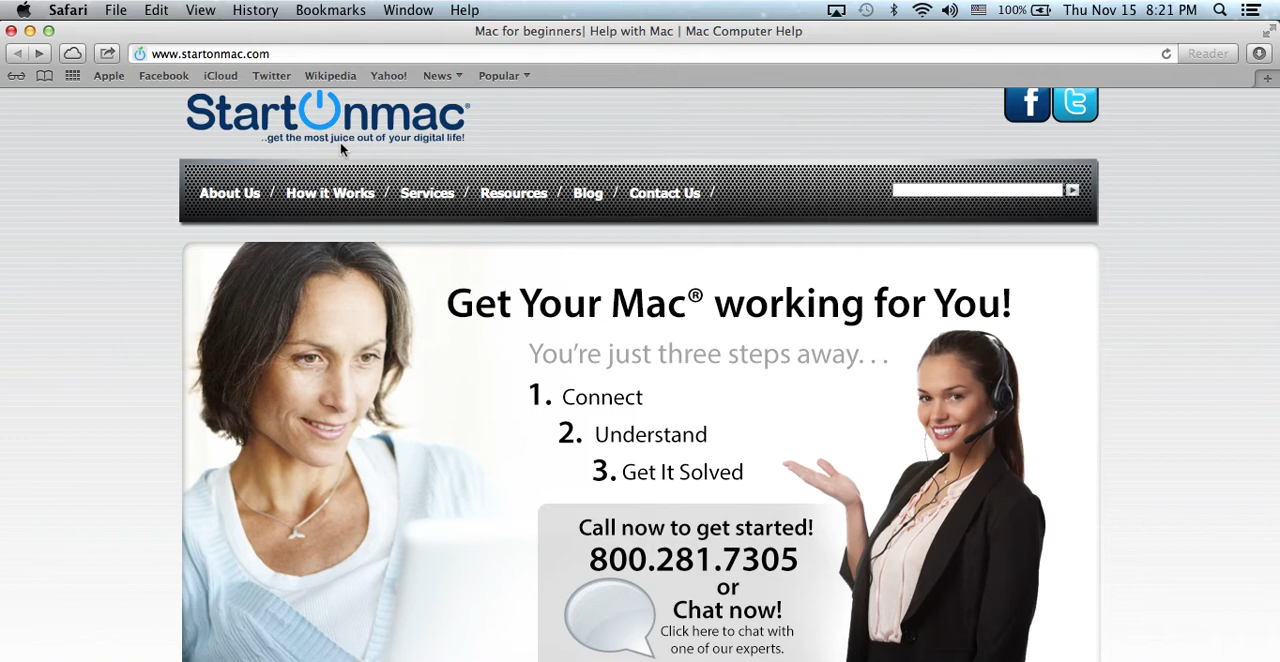 Safari File Edit View History Bookmarks Window Help 100% Thu Nov 15 8:21 PM
Mac for beginners| Help with Mac | Mac Computer Help
www.startonmac.com Reader
Apple Facebook iCloud Twitter Wikipedia Yahoo! News Popular
StartOnmac®
..get the most juice out of your digital life!
f t
About Us / How it Works / Services / Resources / Blog / Contact Us /
Get Your Mac® working for You!
You're just three steps away. . .
1. Connect
2. Understand
3. Get It Solved
Call now to get started!
800.281.7305
or
Chat now!
Click here to chat with
one of our experts.